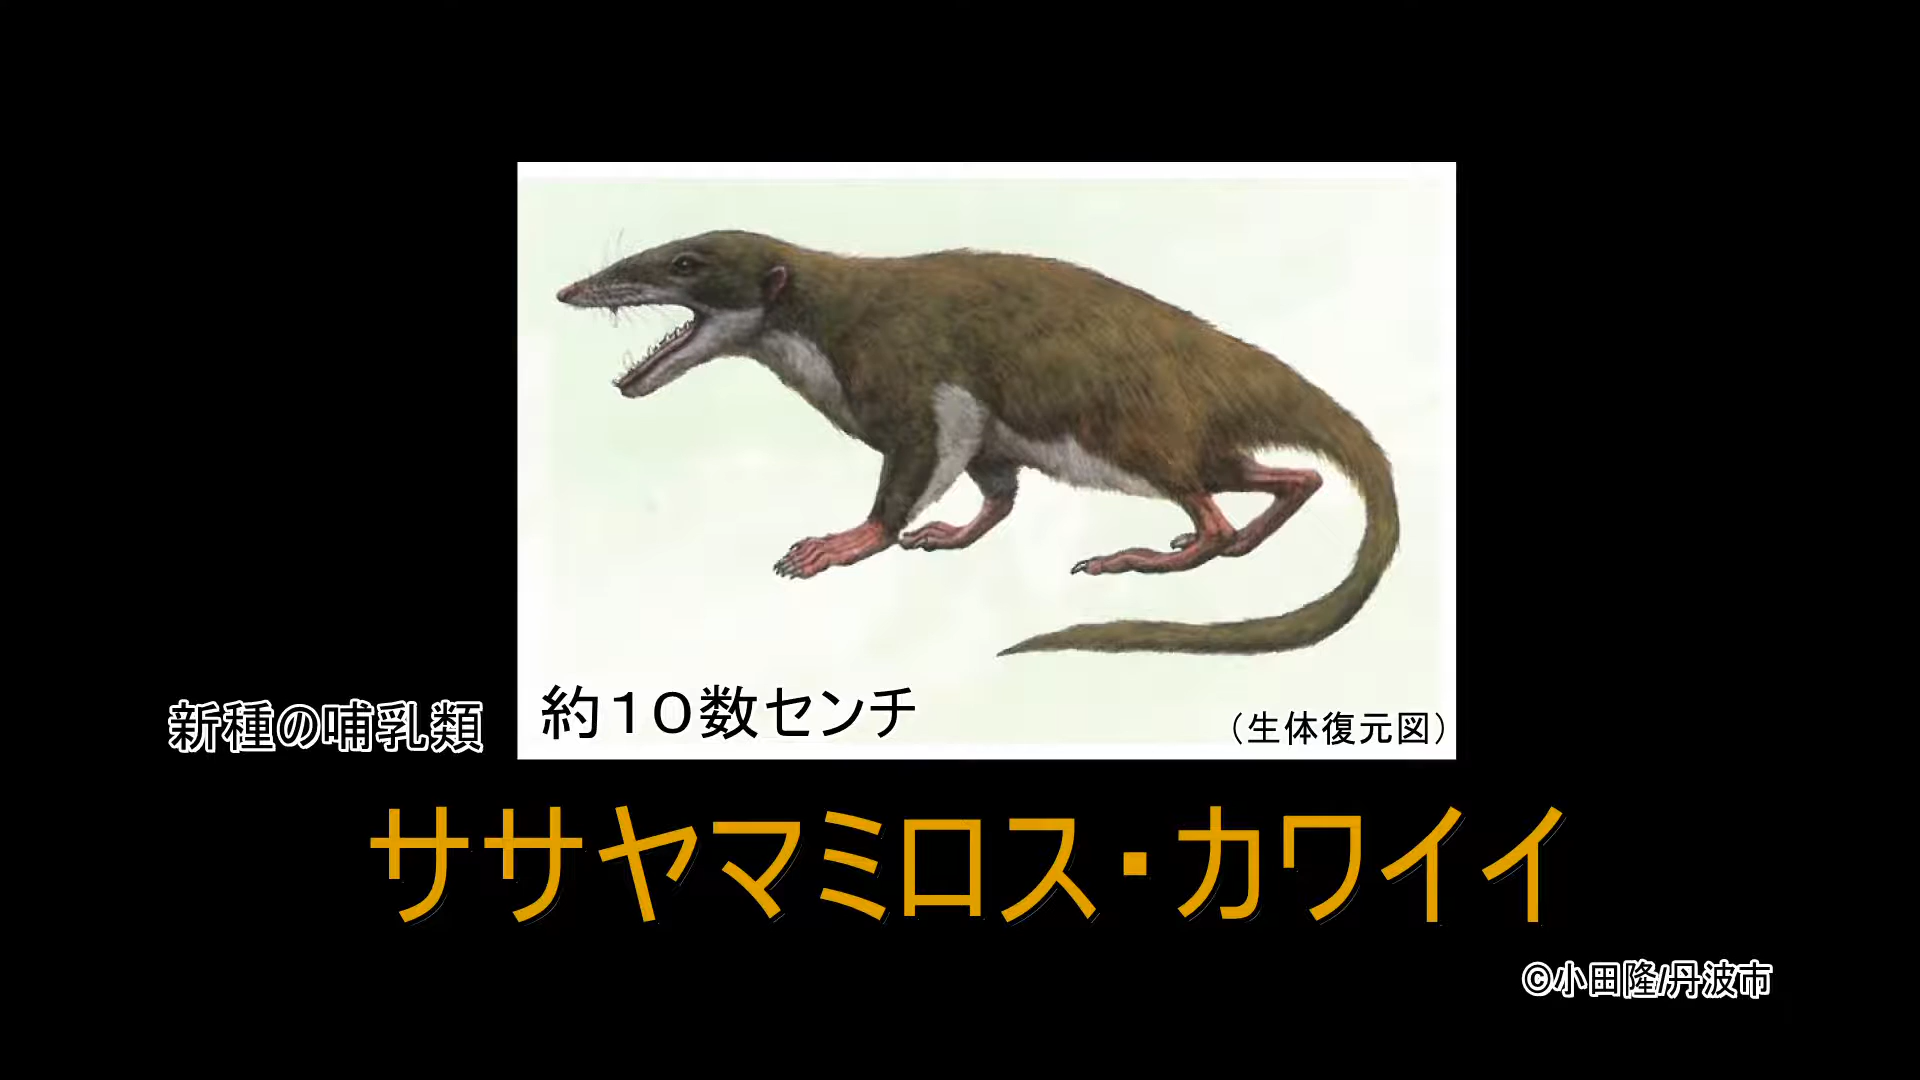 約１０数センチ
（生体復元図）
新種の哺乳類
ササヤマミロス・カワイイ
©小田隆/丹波市